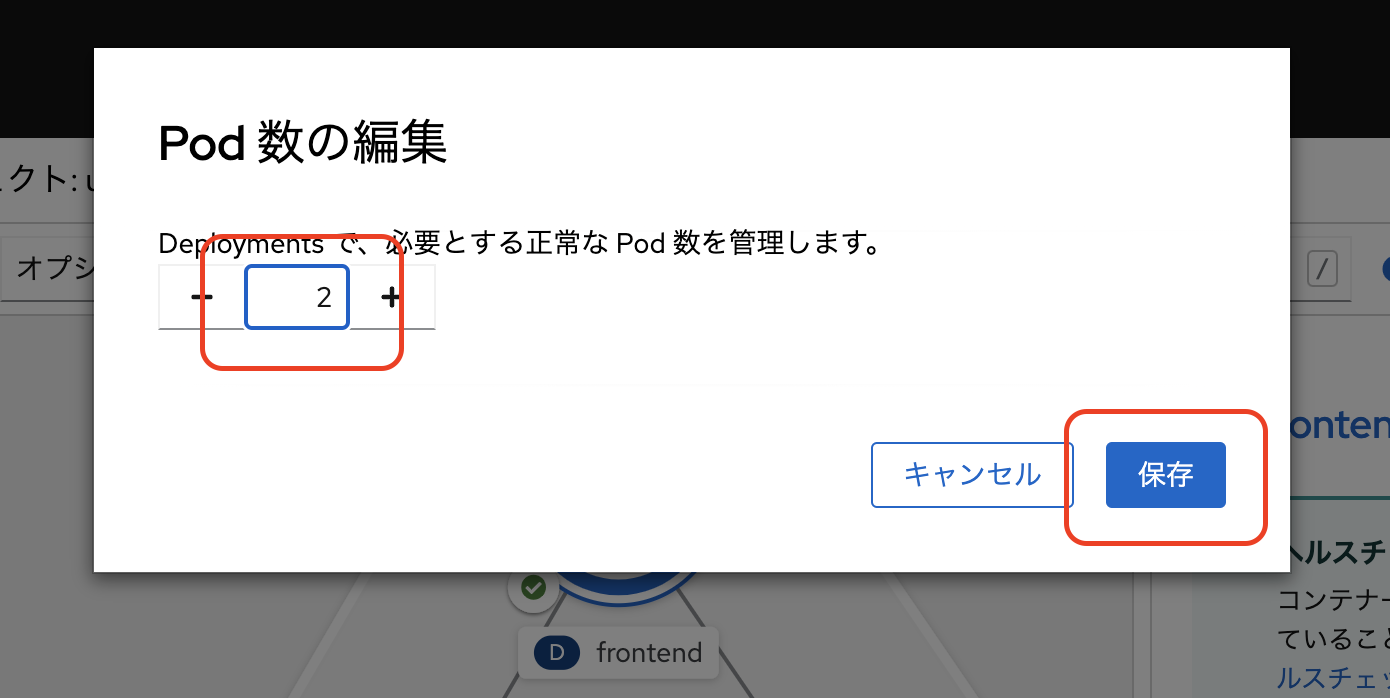 Pod 数の編集
クト:
Deployments で、必要とする正常な Pod 数を管理します。
オプシ
/
2
onten
キャンセル
保存
ヘルスチ
コンテナー
ているこ
ルスチェッ
D
frontend